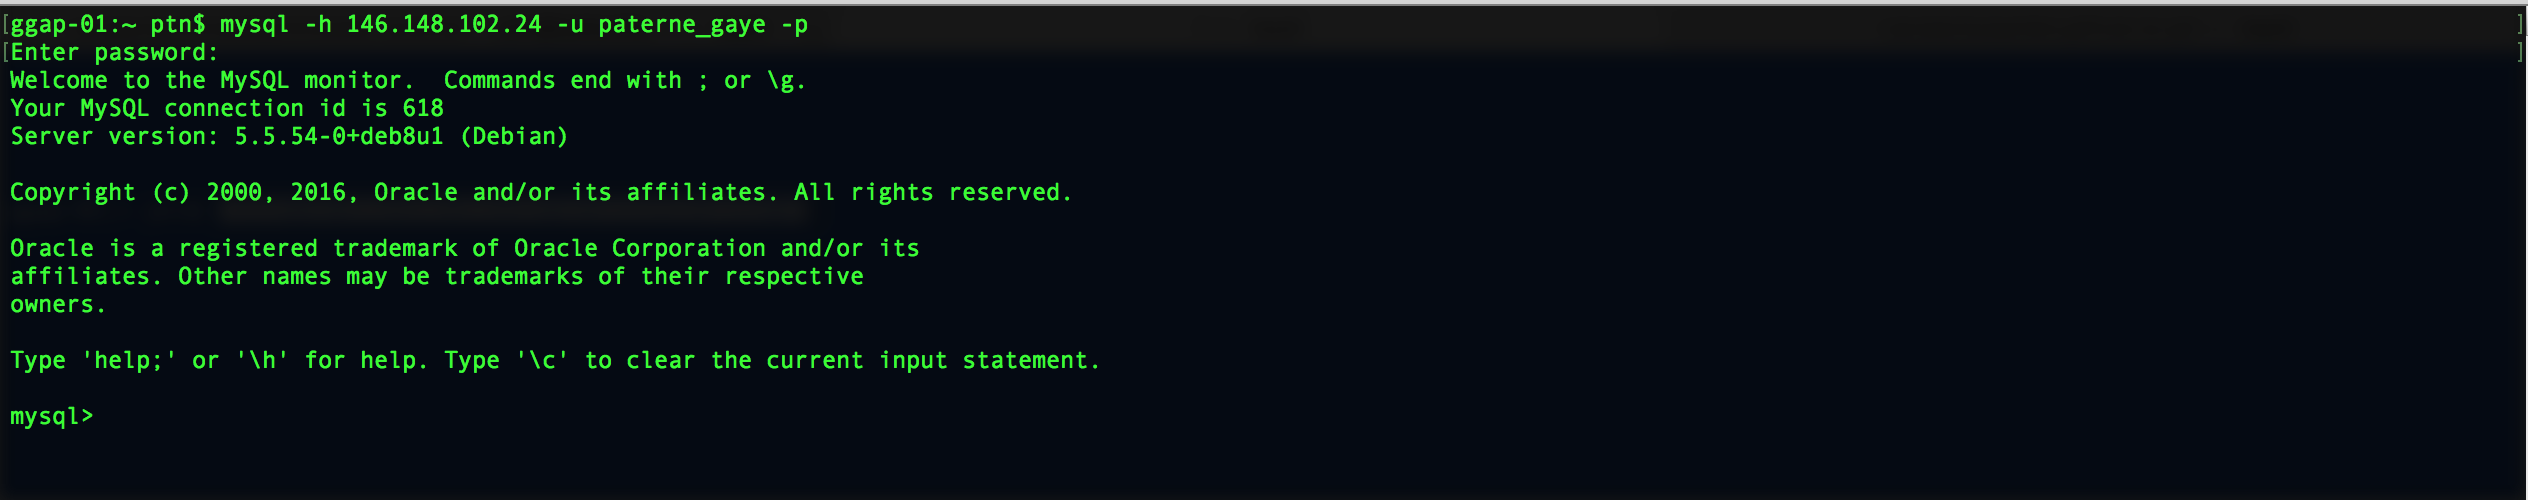 [ggap-01:~ ptn$ mysql -h 146.148.102.24 -u paterne_gaye -p ]
[Enter password: ]
Welcome to the MySQL monitor.  Commands end with ; or \g.
Your MySQL connection id is 618
Server version: 5.5.54-0+deb8u1 (Debian)

Copyright (c) 2000, 2016, Oracle and/or its affiliates. All rights reserved.

Oracle is a registered trademark of Oracle Corporation and/or its
affiliates. Other names may be trademarks of their respective
owners.

Type 'help;' or '\h' for help. Type '\c' to clear the current input statement.

mysql>